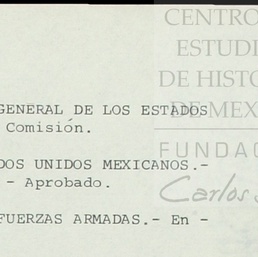 CENTRO
ESTUDI
DE HISTO
DE MEX
FUNDAC
Carlos S
GENERAL DE LOS ESTADOS
Comisión.
DOS UNIDOS MEXICANOS.-
- Aprobado.
FUERZAS ARMADAS.- En -